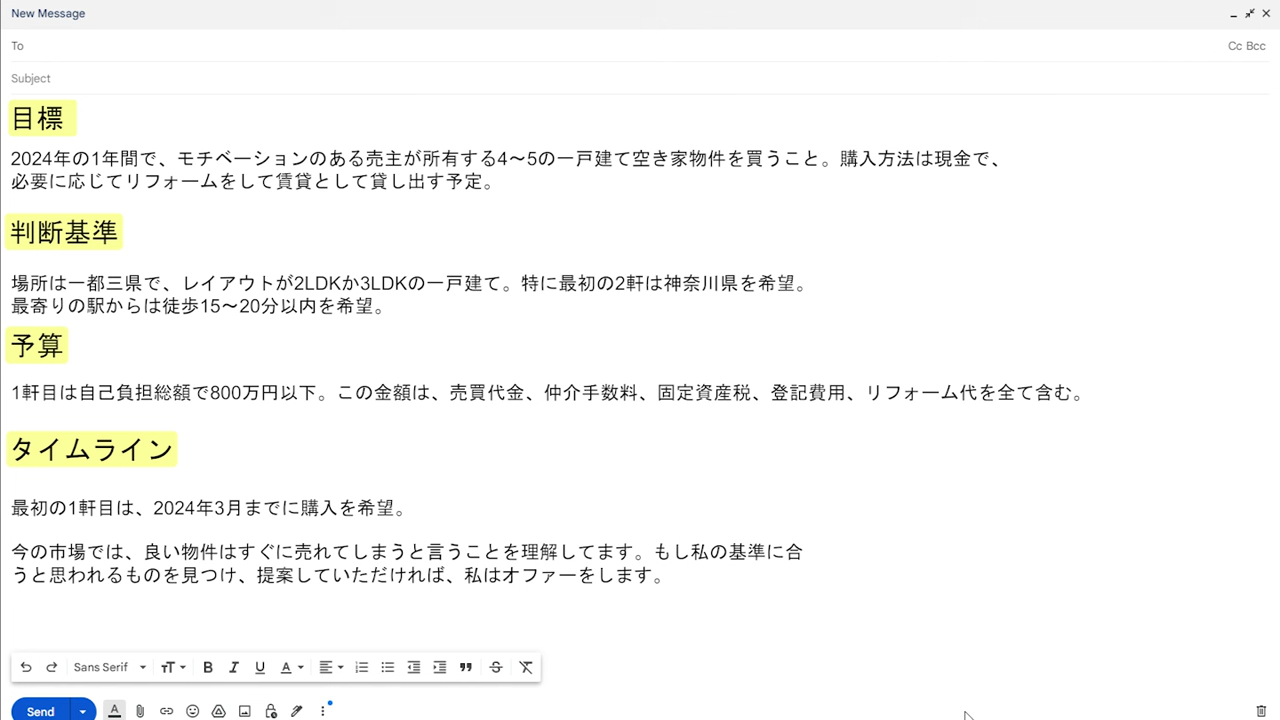 New Message
To
Cc Bcc
Subject
目標
2024年の1年間で、モチベーションのある売主が所有する4〜5の一戸建て空き家物件を買うこと。購入方法は現金で、
必要に応じてリフォームをして賃貸として貸し出す予定。
判断基準
場所は一都三県で、レイアウトが2LDKか3LDKの一戸建て。特に最初の2軒は神奈川県を希望。
最寄りの駅からは徒歩15〜20分以内を希望。
予算
1軒目は自己負担総額で800万円以下。この金額は、売買代金、仲介手数料、固定資産税、登記費用、リフォーム代を全て含む。
タイムライン
最初の1軒目は、2024年3月までに購入を希望。
今の市場では、良い物件はすぐに売れてしまうと言うことを理解してます。もし私の基準に合
うと思われるものを見つけ、提案していただければ、私はオファーをします。
Sans Serif
Send